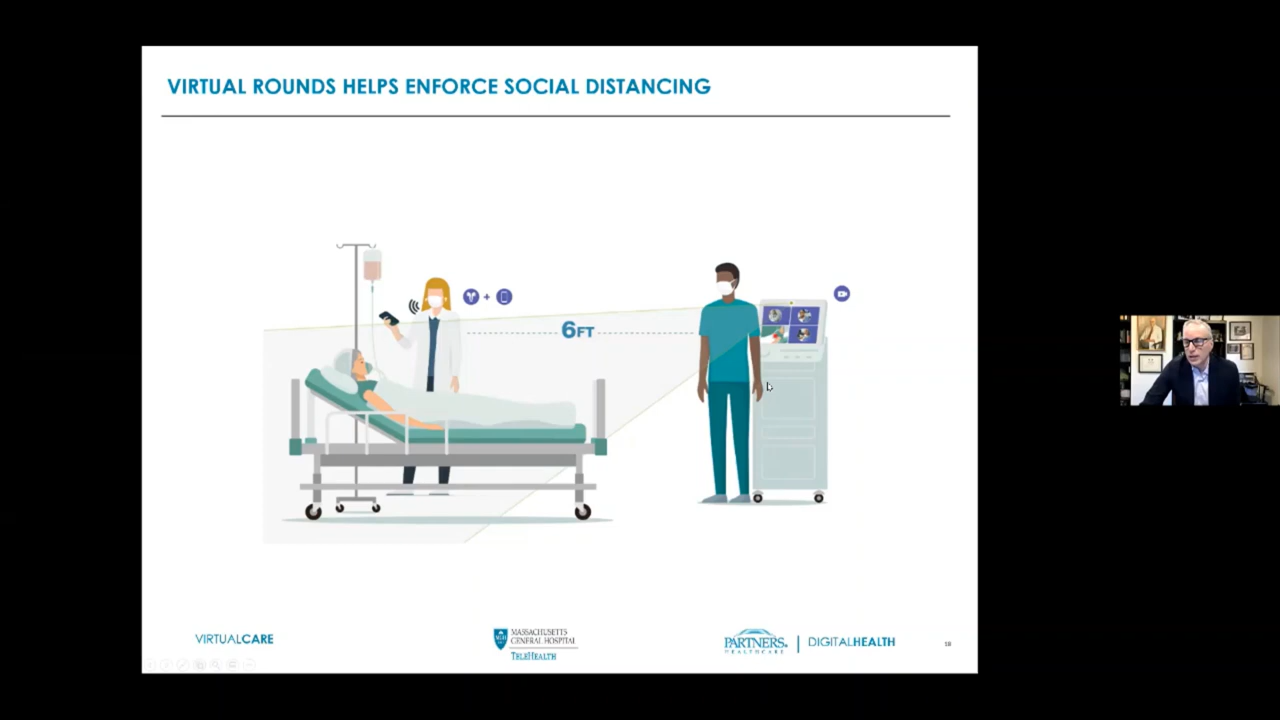 VIRTUAL ROUNDS HELPS ENFORCE SOCIAL DISTANCING
+
6FT
VIRTUALCARE
MASSACHUSETTS
GENERAL HOSPITAL
TELEHEALTH
PARTNERS.
HEALTHCARE
DIGITALHEALTH